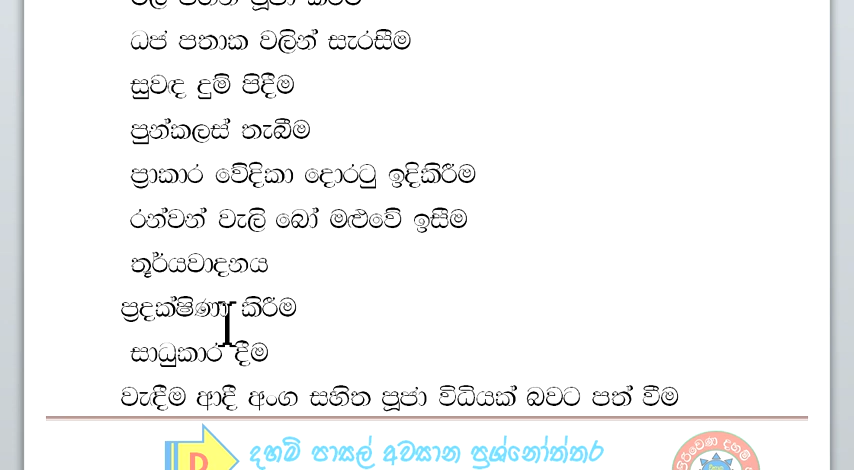 පහන් පූජා කිරීම
ධජ පතාක වලින් සැරසීම
සුවඳ දුම් පිදීම
පුන්කලස් තැබීම
ප්‍රාකාර වේදිකා දොරටු ඉදිකිරීම
රන්වන් වැලි බෝ මළුවේ ඉසීම
තූර්යවාදනය
ප්‍රදක්ෂිණා කිරීම
සාධුකාර දීම
වැඳීම ආදී අංග සහිත පූජා විධියක් බවට පත් වීම
දහම් පාසල් අවසාන ප්‍රශ්නෝත්තර